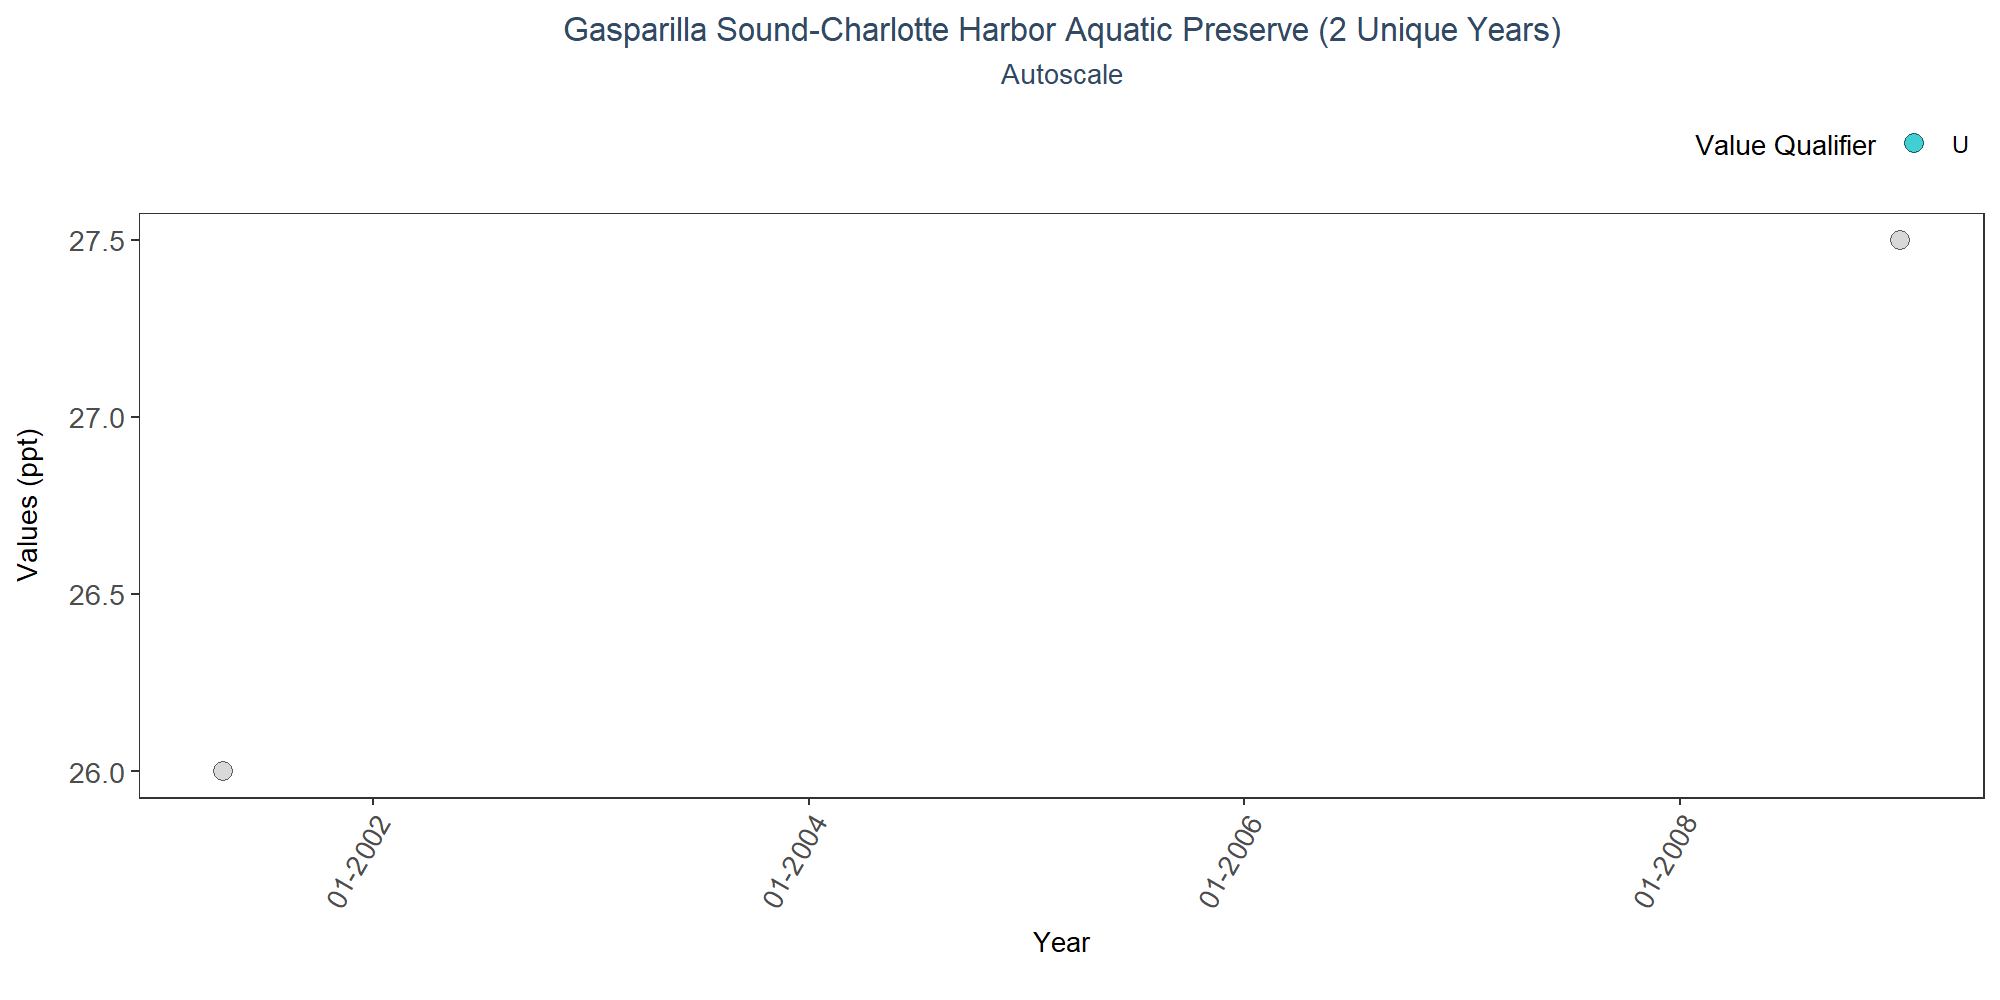 Gasparilla Sound-Charlotte Harbor Aquatic Preserve (2 Unique Years)
Autoscale
Value Qualifier U
27.5
27.0
26.5
26.0
Values (ppt)
01-2002 01-2004 01-2006 01-2008
Year